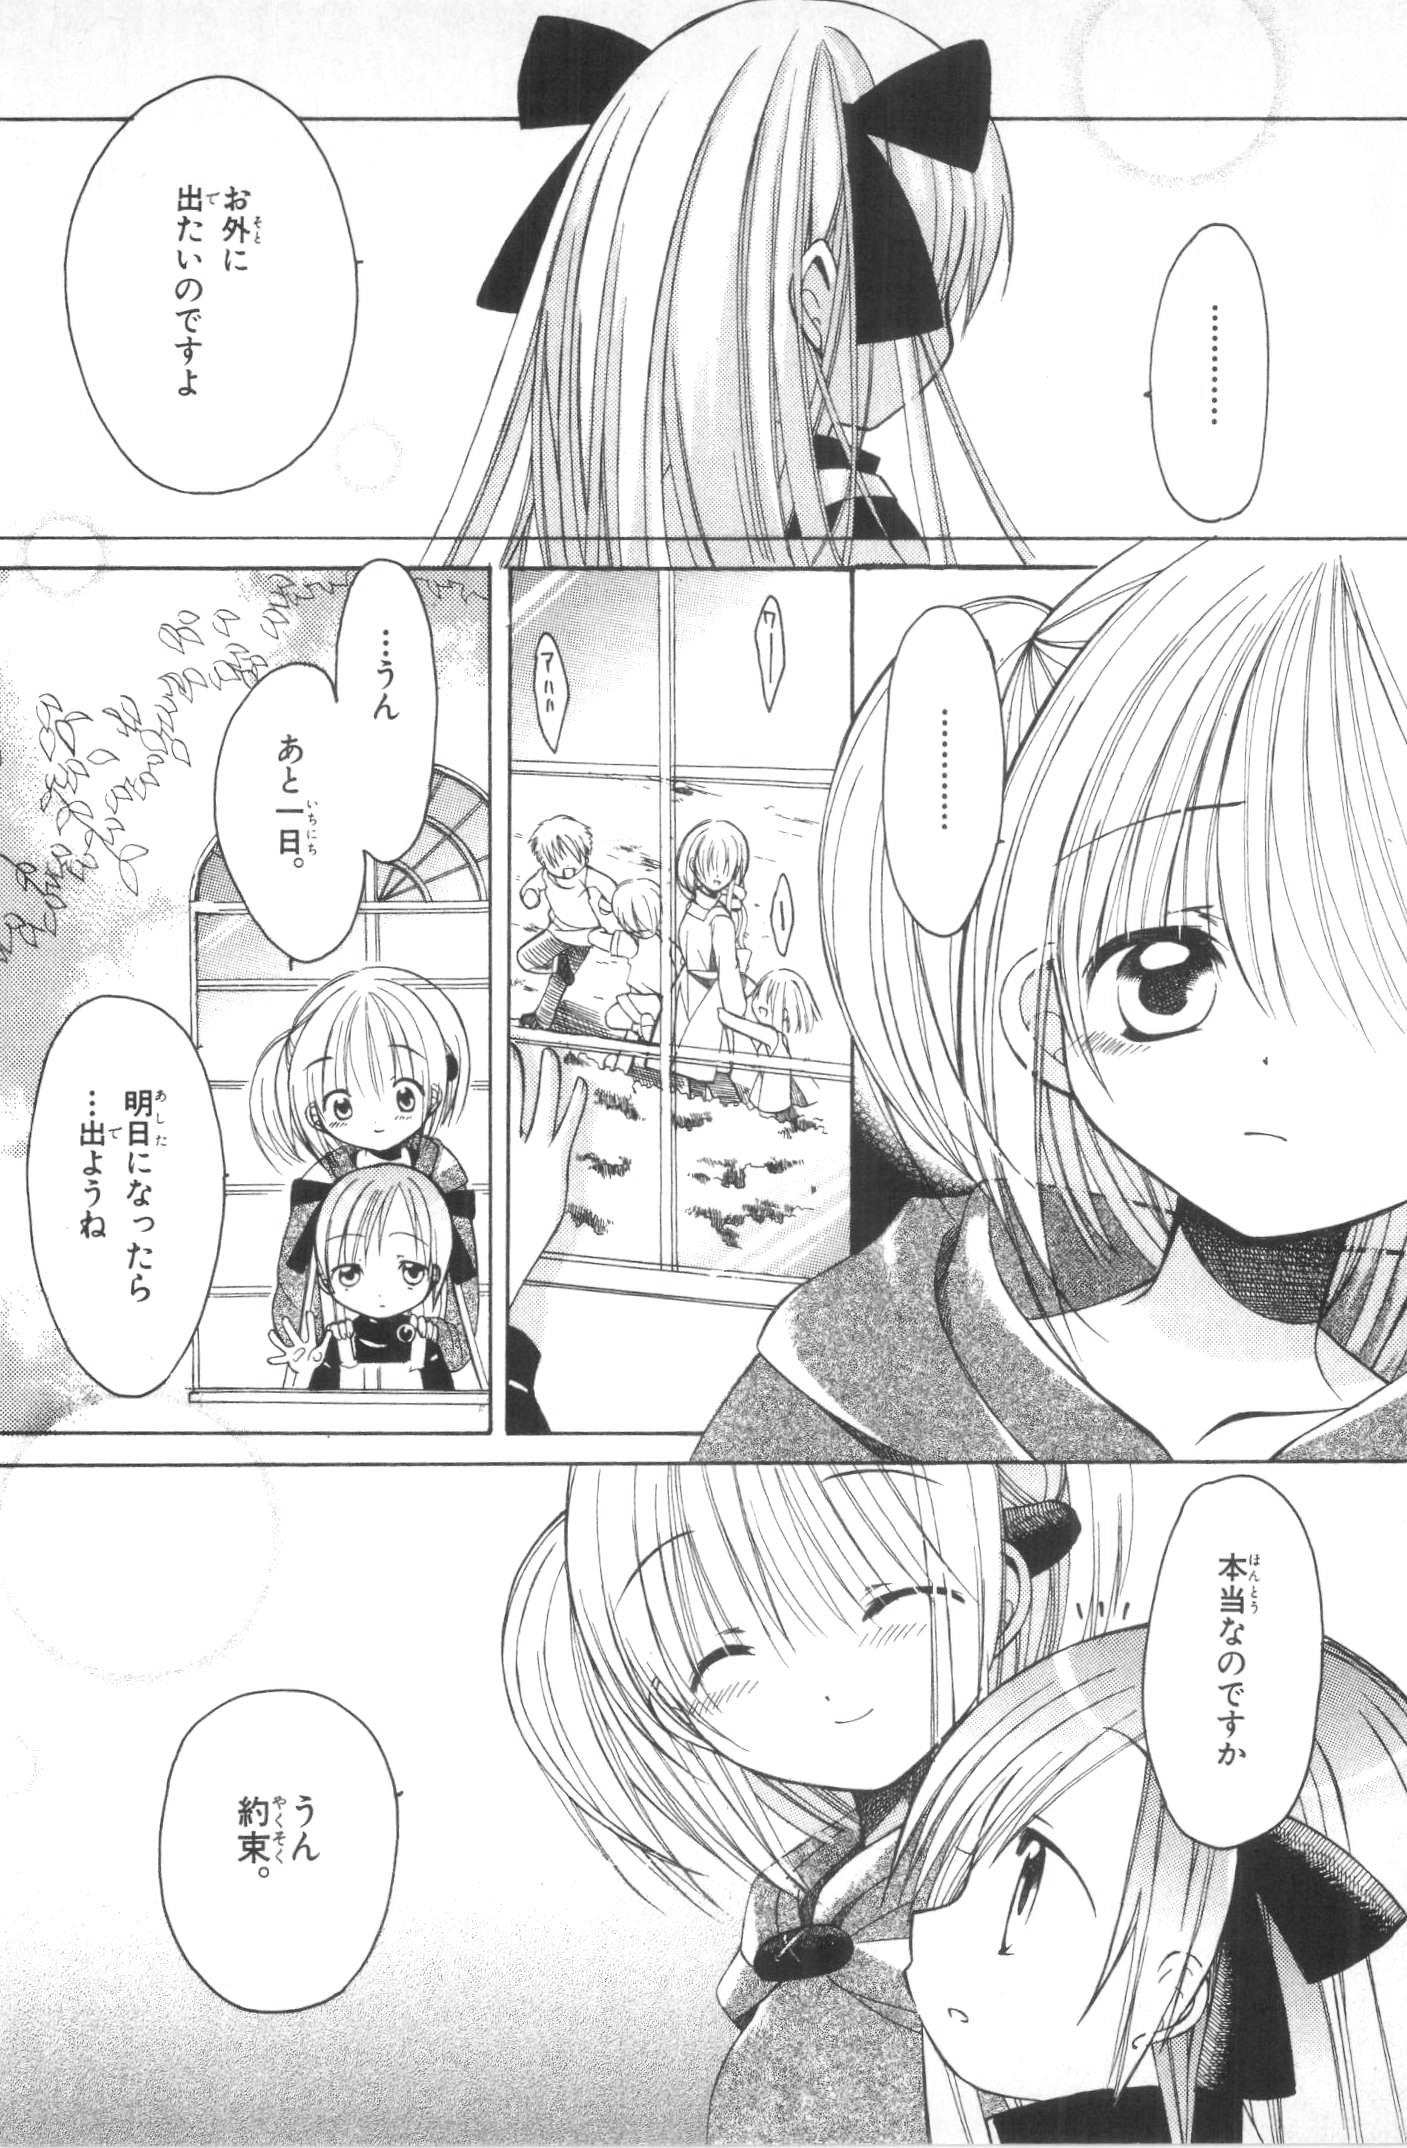 …………
お外に
出たいのですよ
…………
ワーー
アハハ
ー
…うん
あと一日。
明日になったら
…出ようね
本当なのですか
うん
約束。